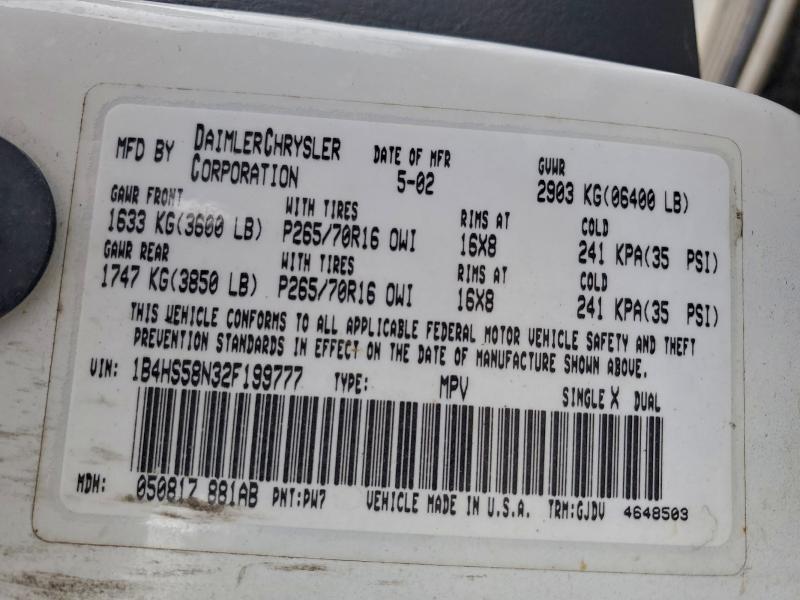 MFD BY DAIMLERCHRYSLER CORPORATION DATE OF MFR 5-02 GVWR 2903 KG(06400 LB)
GAWR FRONT WITH TIRES RIMS AT COLD
1633 KG(3600 LB) P265/70R16 OWI 16X8 241 KPA(35 PSI)
GAWR REAR WITH TIRES RIMS AT COLD
1747 KG(3850 LB) P265/70R16 OWI 16X8 241 KPA(35 PSI)
THIS VEHICLE CONFORMS TO ALL APPLICABLE FEDERAL MOTOR VEHICLE SAFETY AND THEFT
PREVENTION STANDARDS IN EFFECT ON THE DATE OF MANUFACTURE SHOWN ABOVE.
VIN: 1B4HS58N32F199777 TYPE: MPV SINGLE X DUAL
MDH: 050817 881AB PNT:PW7 VEHICLE MADE IN U.S.A. TRM:GJDV 4648503